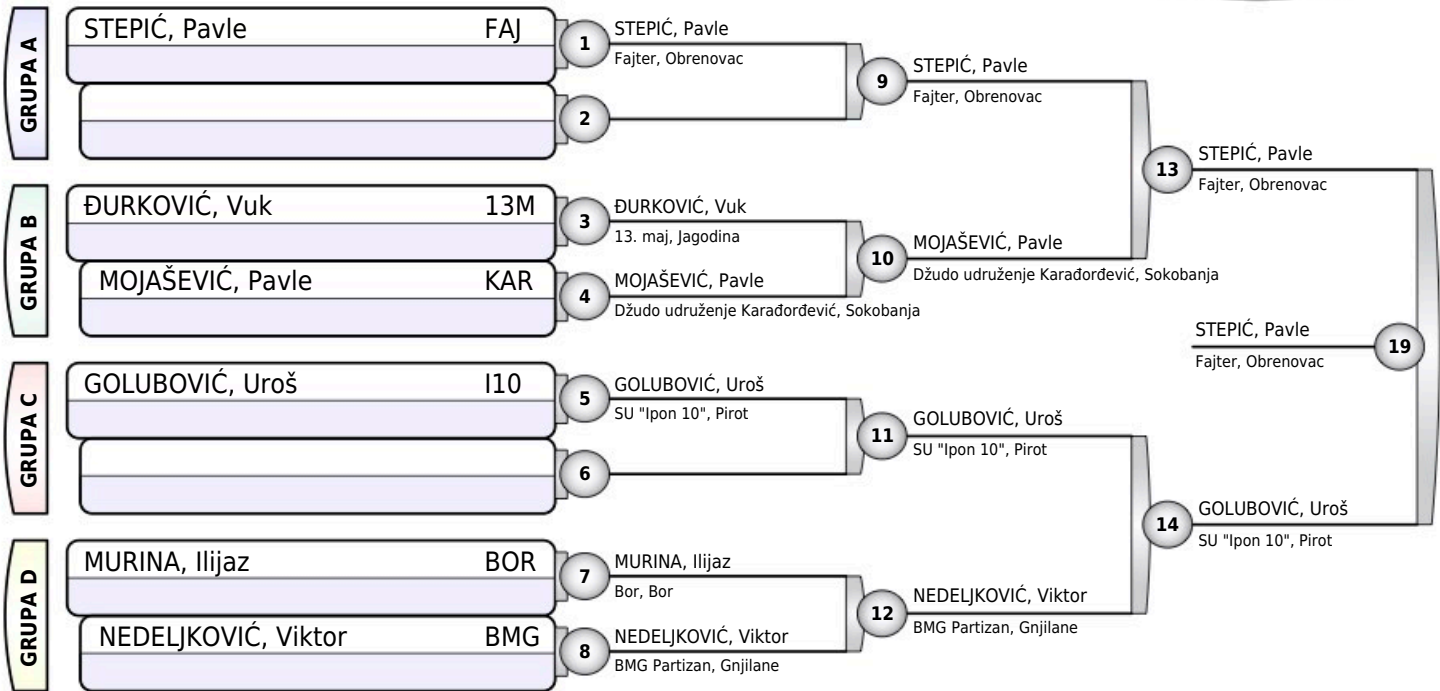 GRUPA A
STEPIĆ, Pavle FAJ
1
STEPIĆ, Pavle
Fajter, Obrenovac
2
9
STEPIĆ, Pavle
Fajter, Obrenovac
GRUPA B
ĐURKOVIĆ, Vuk 13M
MOJAŠEVIĆ, Pavle KAR
3
ĐURKOVIĆ, Vuk
13. maj, Jagodina
4
MOJAŠEVIĆ, Pavle
Džudo udruženje Karađorđević, Sokobanja
10
MOJAŠEVIĆ, Pavle
Džudo udruženje Karađorđević, Sokobanja
13
STEPIĆ, Pavle
Fajter, Obrenovac
GRUPA C
GOLUBOVIĆ, Uroš I10
5
GOLUBOVIĆ, Uroš
SU "Ipon 10", Pirot
6
11
GOLUBOVIĆ, Uroš
SU "Ipon 10", Pirot
GRUPA D
MURINA, Ilijaz BOR
NEDELJKOVIĆ, Viktor BMG
7
MURINA, Ilijaz
Bor, Bor
8
NEDELJKOVIĆ, Viktor
BMG Partizan, Gnjilane
12
NEDELJKOVIĆ, Viktor
BMG Partizan, Gnjilane
14
GOLUBOVIĆ, Uroš
SU "Ipon 10", Pirot
STEPIĆ, Pavle
Fajter, Obrenovac
19